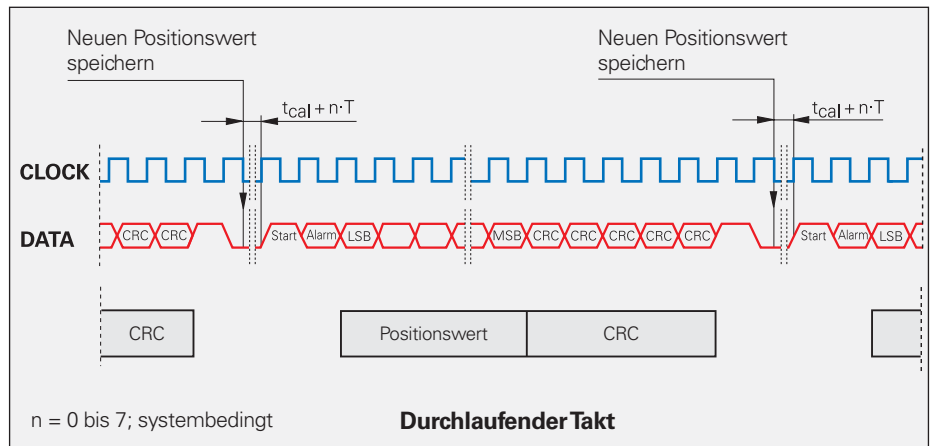 Neuen Positionswert
speichern
Neuen Positionswert
speichern
tcal + n·T
tcal + n·T
CLOCK
DATA
CRC CRC Start Alarm LSB MSB CRC CRC CRC CRC CRC Start Alarm LSB
CRC Positionswert CRC
n = 0 bis 7; systembedingt Durchlaufender Takt